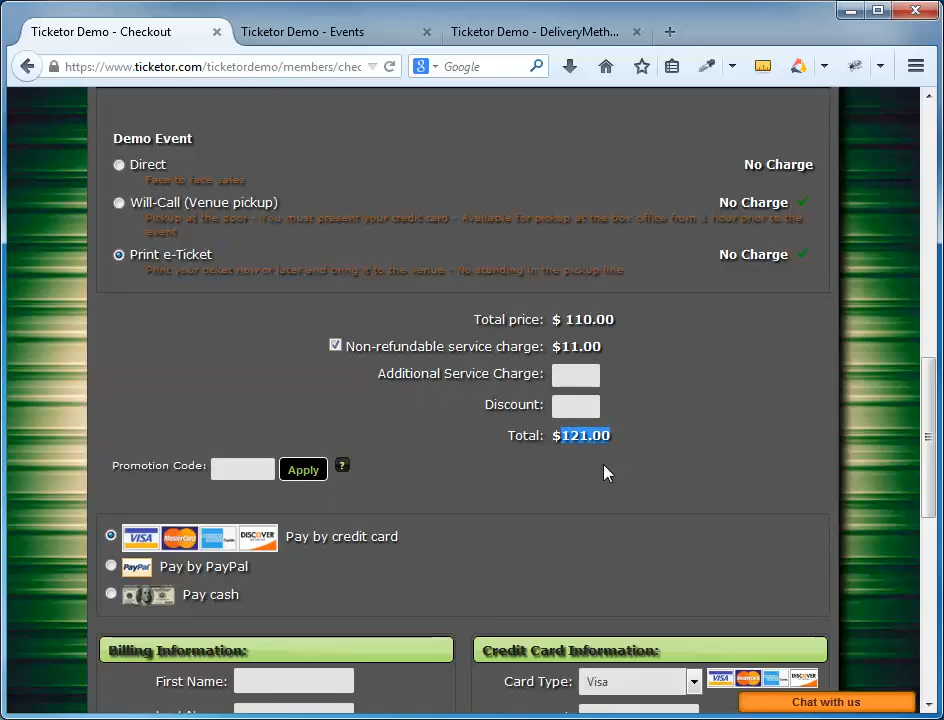 Ticketor Demo - Checkout
Ticketor Demo - Events
Ticketor Demo - DeliveryMeth...
https://www.ticketor.com/ticketordemo/members/chec
Google
Demo Event
Direct
No Charge
Face to face sales
Will-Call (Venue pickup)
No Charge
Pickup at the door - You must present your credit card - Available for pickup at the box office from 1 hour prior to the
event
Print e-Ticket
No Charge
Print your ticket now or later and bring it to the venue - No standing in the pickup line
Total price: $ 110.00
Non-refundable service charge: $11.00
Additional Service Charge:
Discount:
Total: $121.00
Promotion Code:
Apply
?
VISA MasterCard DISCOVER Pay by credit card
PayPal Pay by PayPal
Pay cash
Billing Information:
Credit Card Information:
First Name:
Card Type: Visa
VISA MasterCard DISCOVER
Chat with us